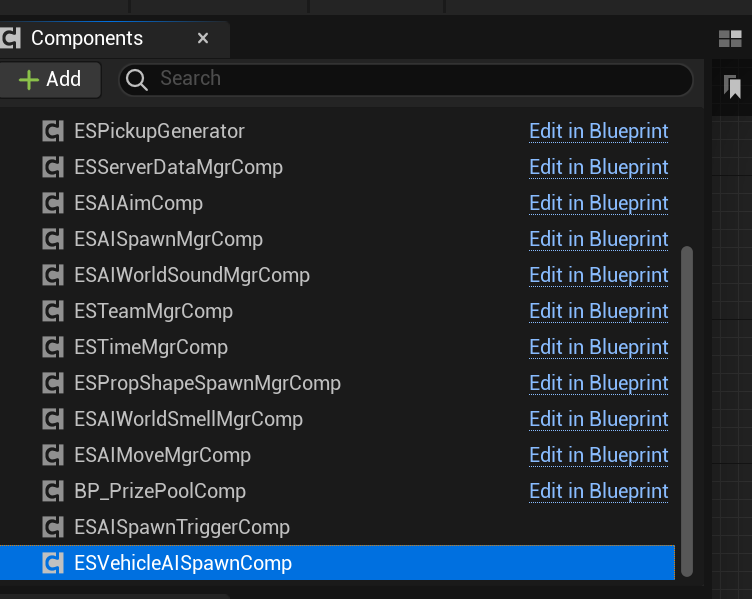 Components
Add
Search
ESPickupGenerator Edit in Blueprint
ESServerDataMgrComp Edit in Blueprint
ESAIAimComp Edit in Blueprint
ESAISpawnMgrComp Edit in Blueprint
ESAIWorldSoundMgrComp Edit in Blueprint
ESTeamMgrComp Edit in Blueprint
ESTimeMgrComp Edit in Blueprint
ESPropShapeSpawnMgrComp Edit in Blueprint
ESAIWorldSmellMgrComp Edit in Blueprint
ESAIMoveMgrComp Edit in Blueprint
BP_PrizePoolComp Edit in Blueprint
ESAISpawnTriggerComp
ESVehicleAISpawnComp